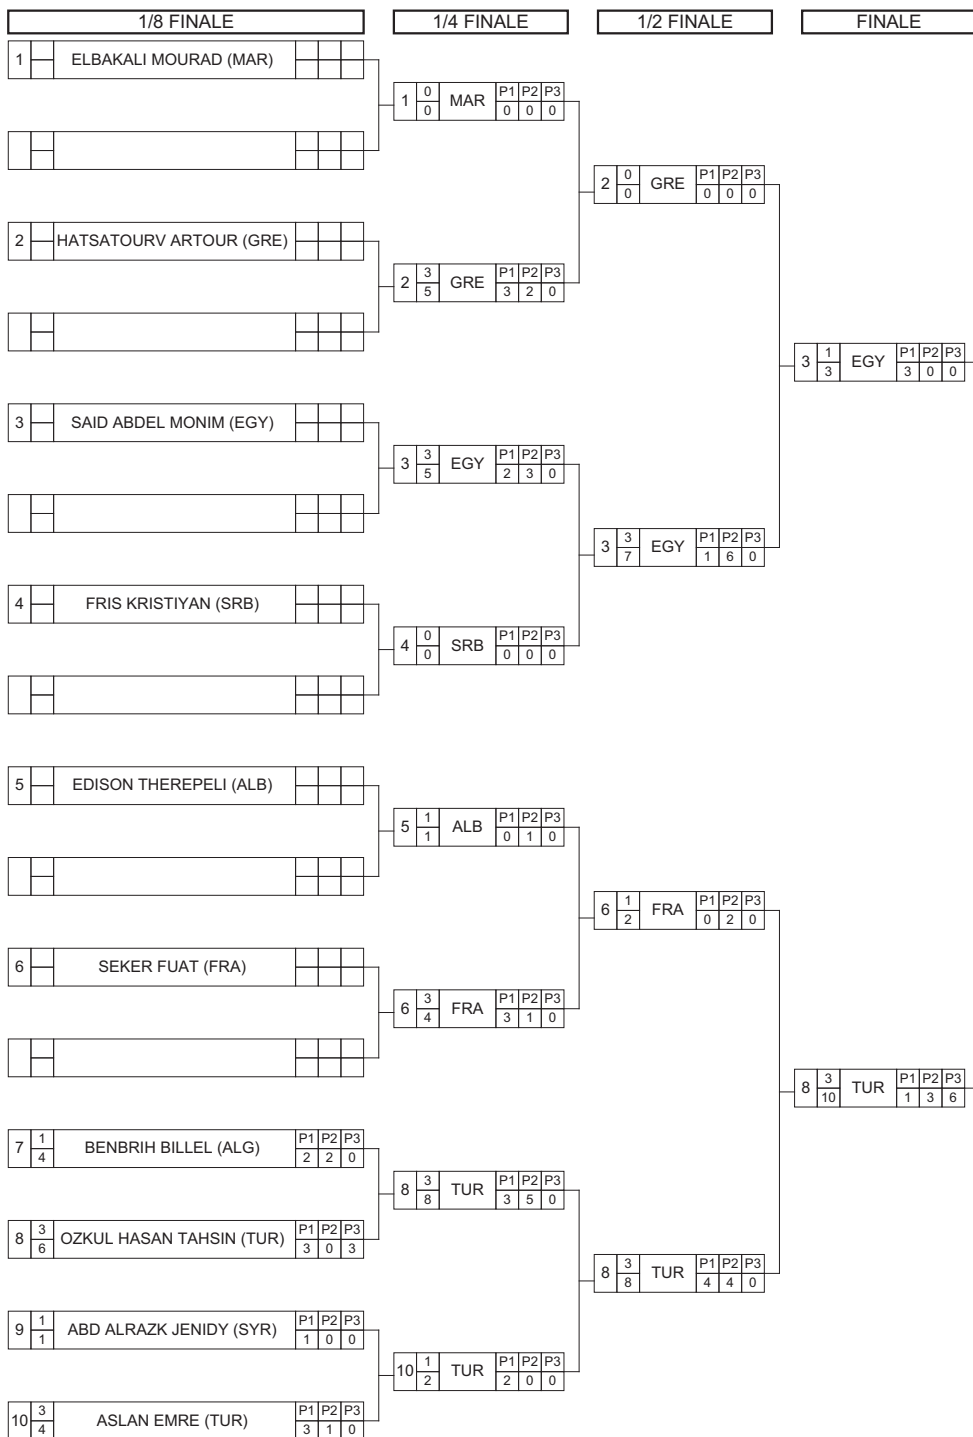 1/8 FINALE 1/4 FINALE 1/2 FINALE FINALE
1 ELBAKALI MOURAD (MAR)
1 0 0 MAR P1 P2 P3 0 0 0
2 0 0 GRE P1 P2 P3 0 0 0
2 HATSATOURV ARTOUR (GRE)
2 3 5 GRE P1 P2 P3 3 2 0
3 1 3 EGY P1 P2 P3 3 0 0
3 SAID ABDEL MONIM (EGY)
3 3 5 EGY P1 P2 P3 2 3 0
3 3 7 EGY P1 P2 P3 1 6 0
4 FRIS KRISTIYAN (SRB)
4 0 0 SRB P1 P2 P3 0 0 0
5 EDISON THEREPELI (ALB)
5 1 1 ALB P1 P2 P3 0 1 0
6 1 2 FRA P1 P2 P3 0 2 0
6 SEKER FUAT (FRA)
6 3 4 FRA P1 P2 P3 3 1 0
8 3 10 TUR P1 P2 P3 1 3 6
7 1 4 BENBRIH BILLEL (ALG) P1 P2 P3 2 2 0
8 3 8 TUR P1 P2 P3 3 5 0
8 3 6 OZKUL HASAN TAHSIN (TUR) P1 P2 P3 3 0 3
8 3 8 TUR P1 P2 P3 4 4 0
9 1 1 ABD ALRAZK JENIDY (SYR) P1 P2 P3 1 0 0
10 1 2 TUR P1 P2 P3 2 0 0
10 3 4 ASLAN EMRE (TUR) P1 P2 P3 3 1 0